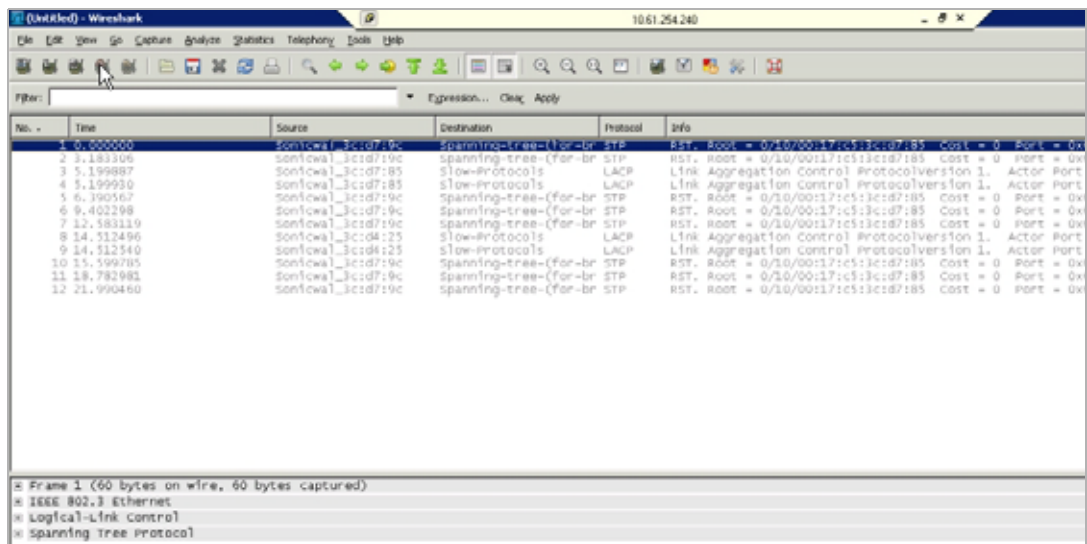 (Untitled) - Wireshark
10.61.254.240
File Edit View Go Capture Analyze Statistics Telephony Tools Help
Filter: Expression... Clear Apply
No. . Time Source Destination Protocol Info
1 0.000000 Sonicwal_3c:d7:9c Spanning-tree-(for-br STP RST. Root = 0/10/00:17:c5:3c:d7:85 Cost = 0 Port = 0x
2 3.183306 Sonicwal_3c:d7:9c Spanning-tree-(for-br STP RST. Root = 0/10/00:17:c5:3c:d7:85 Cost = 0 Port = 0x
3 5.199887 Sonicwal_3c:d7:85 Slow-Protocols LACP Link Aggregation Control ProtocolVersion 1. Actor Port
4 5.199930 Sonicwal_3c:d7:85 Slow-Protocols LACP Link Aggregation Control ProtocolVersion 1. Actor Port
5 6.390567 Sonicwal_3c:d7:9c Spanning-tree-(for-br STP RST. Root = 0/10/00:17:c5:3c:d7:85 Cost = 0 Port = 0x
6 9.402298 Sonicwal_3c:d7:9c Spanning-tree-(for-br STP RST. Root = 0/10/00:17:c5:3c:d7:85 Cost = 0 Port = 0x
7 12.583119 Sonicwal_3c:d7:9c Spanning-tree-(for-br STP RST. Root = 0/10/00:17:c5:3c:d7:85 Cost = 0 Port = 0x
8 14.512496 Sonicwal_3c:d4:25 Slow-Protocols LACP Link Aggregation Control ProtocolVersion 1. Actor Port
9 14.512540 Sonicwal_3c:d4:25 Slow-Protocols LACP Link Aggregation Control ProtocolVersion 1. Actor Port
10 15.599785 Sonicwal_3c:d7:9c Spanning-tree-(for-br STP RST. Root = 0/10/00:17:c5:3c:d7:85 Cost = 0 Port = 0x
11 18.782981 Sonicwal_3c:d7:9c Spanning-tree-(for-br STP RST. Root = 0/10/00:17:c5:3c:d7:85 Cost = 0 Port = 0x
12 21.990460 Sonicwal_3c:d7:9c Spanning-tree-(for-br STP RST. Root = 0/10/00:17:c5:3c:d7:85 Cost = 0 Port = 0x
Frame 1 (60 bytes on wire, 60 bytes captured)
IEEE 802.3 Ethernet
Logical-Link Control
Spanning Tree Protocol